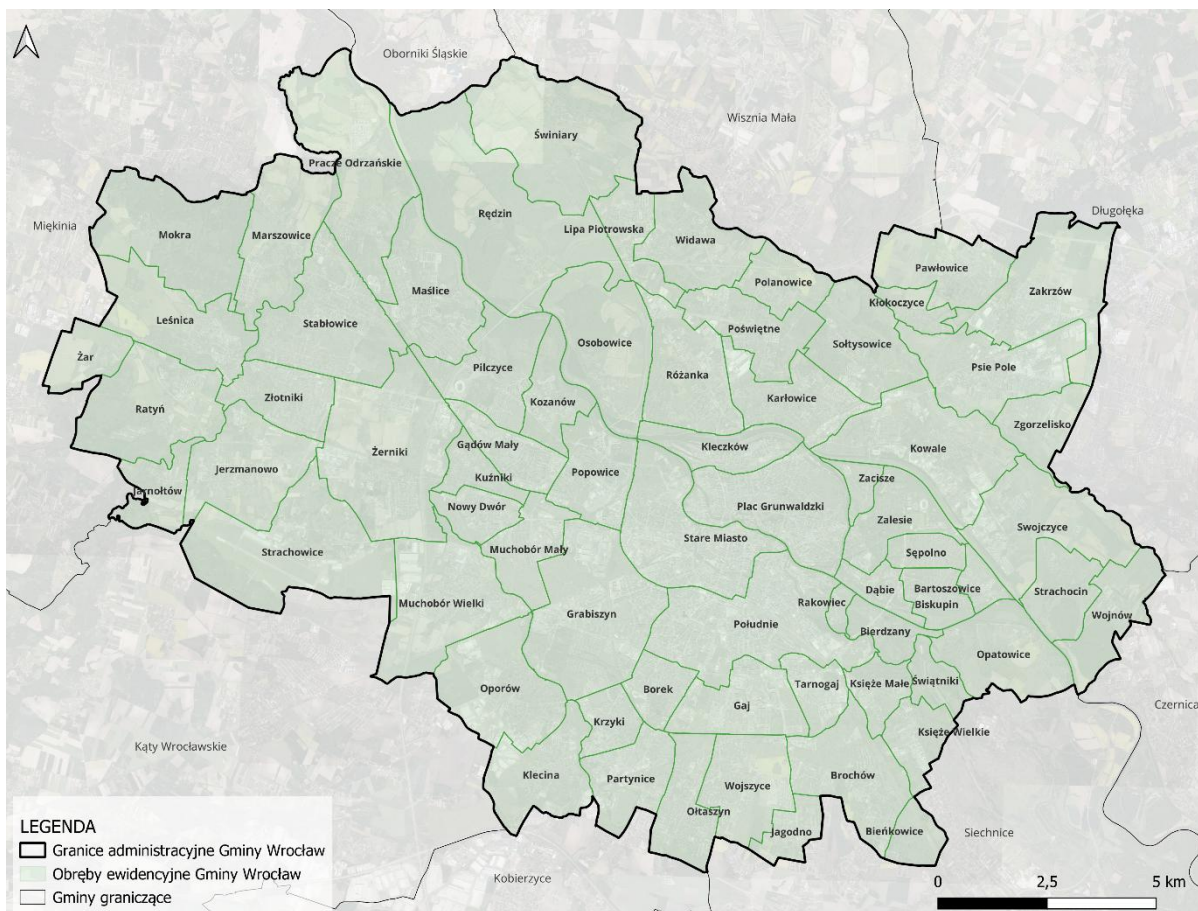 Oborniki Śląskie
Wisznia Mała
Świniary
Pracze Odrzańskie
Rędzin
Długołęka
Miękinia
Mokra
Marszowice
Lipa Piotrowska
Widawa
Pawłowice
Polanowice
Zakrzów
Kłokoczyce
Maślice
Leśnica
Stabłowice
Poświętne
Osobowice
Sołtysowice
Żar
Psie Pole
Pilczyce
Różanka
Złotniki
Karłowice
Ratyń
Kozanów
Zgorzelisko
Gądów Mały
Kleczków
Kowale
Żerniki
Jerzmanowo
Popowice
Kuźniki
Zacisze
Jarnołtów
Nowy Dwór
Plac Grunwaldzki
Zalesie
Swojczyce
Stare Miasto
Strachowice
Muchobór Mały
Sępolno
Dąbie
Bartoszowice
Strachocin
Muchobór Wielki
Rakowiec
Biskupin
Grabiszyn
Wojnów
Południe
Bierdzany
Opatowice
Oporów
Borek
Tarnogaj
Księże Małe
Świątniki
Gaj
Czernica
Krzyki
Księże Wielkie
Kąty Wrocławskie
Klecina
Partynice
Wojszyce
Brochów
Ołtaszyn
Jagodno
Bieńkowice
Siechnice
Kobierzyce
LEGENDA
Granice administracyjne Gminy Wrocław
Obręby ewidencyjne Gminy Wrocław
Gminy graniczące
0 2,5 5 km